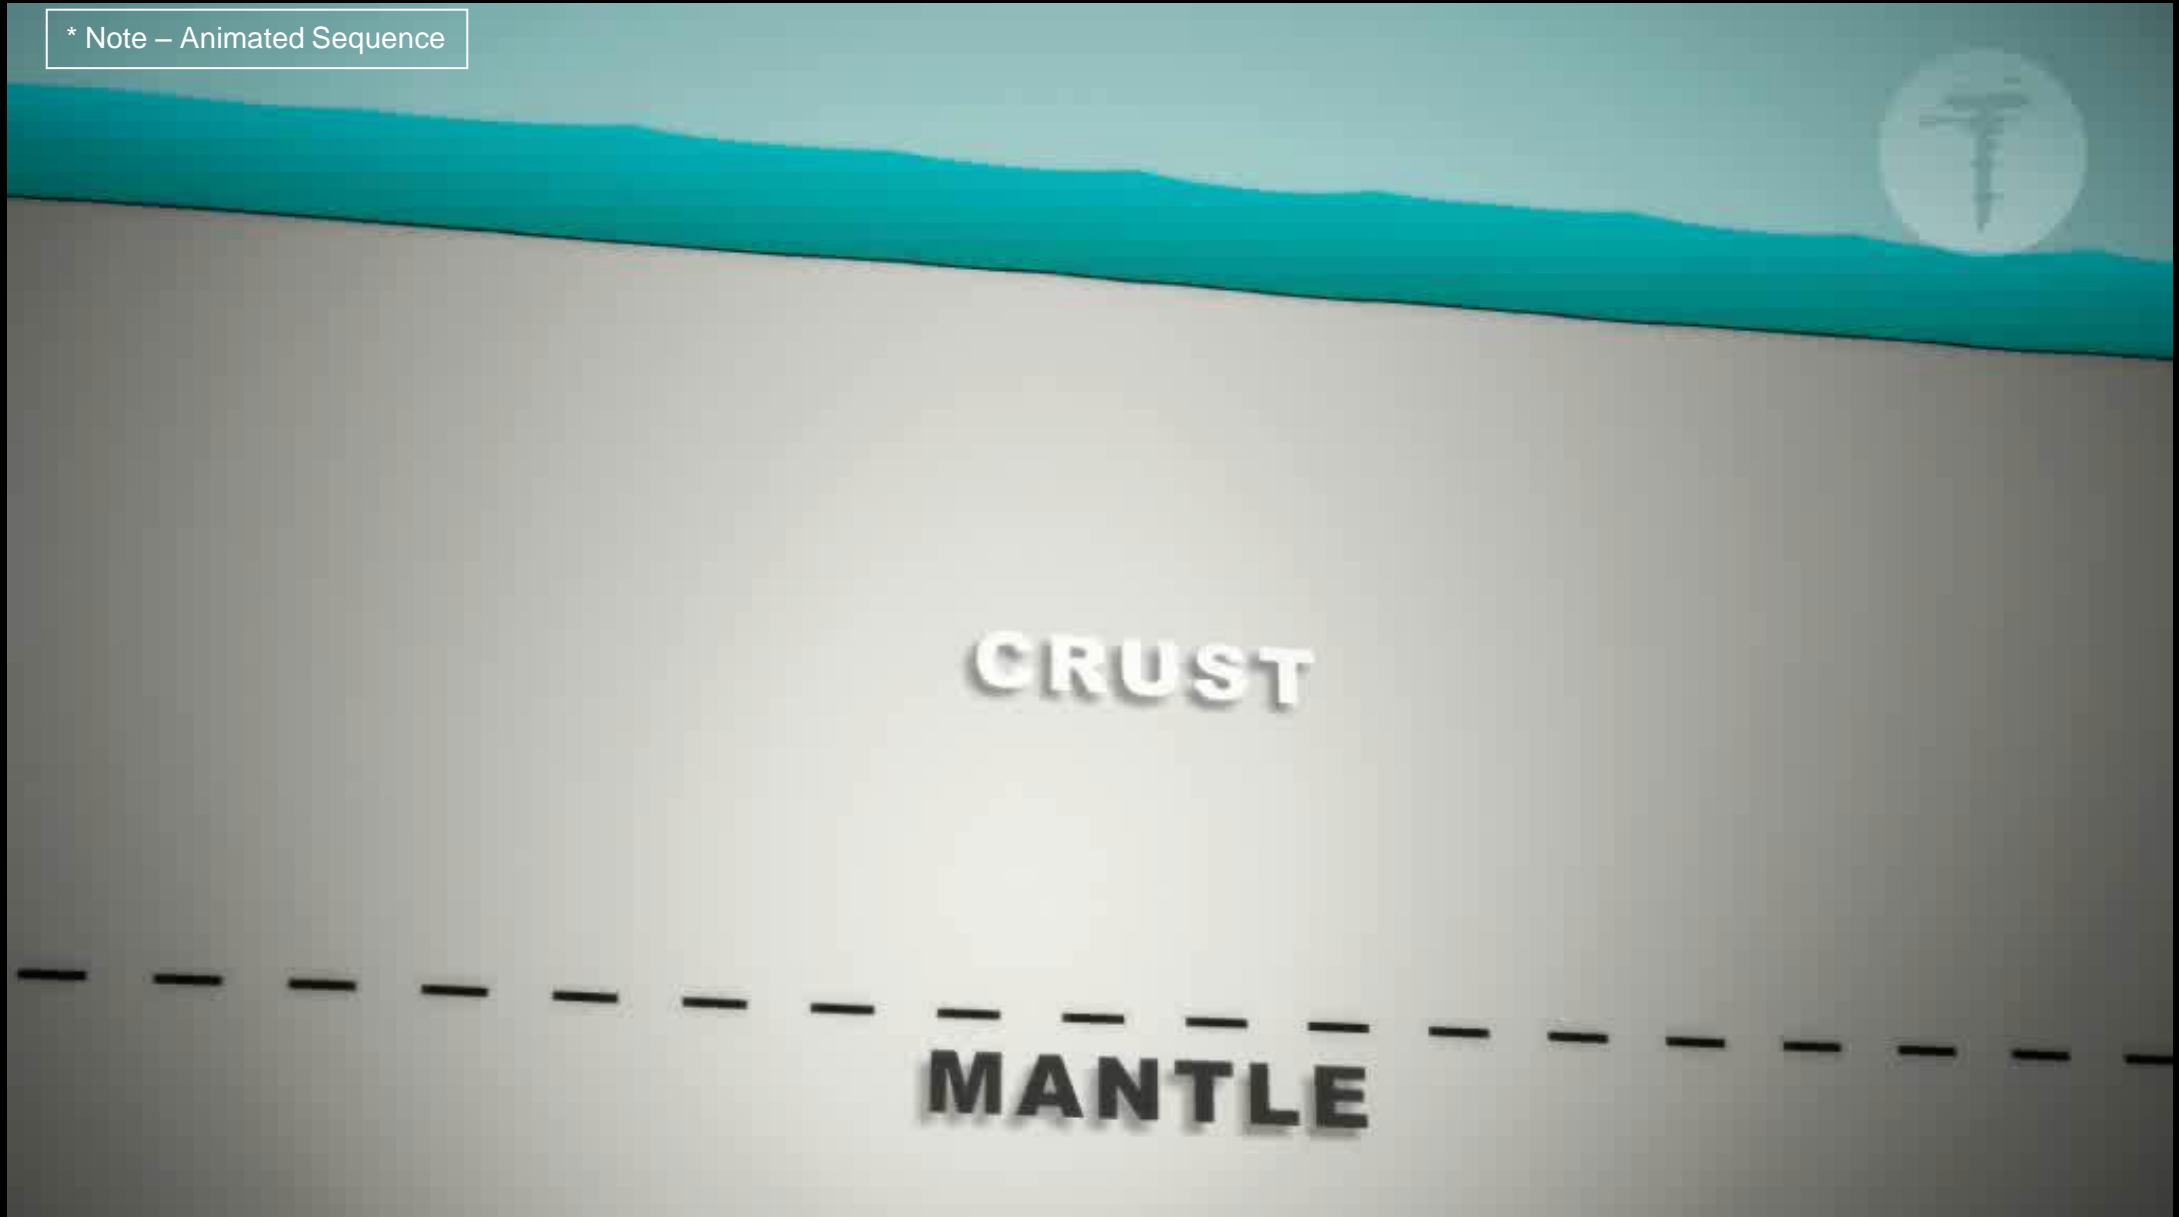 * Note – Animated Sequence
CRUST
MANTLE